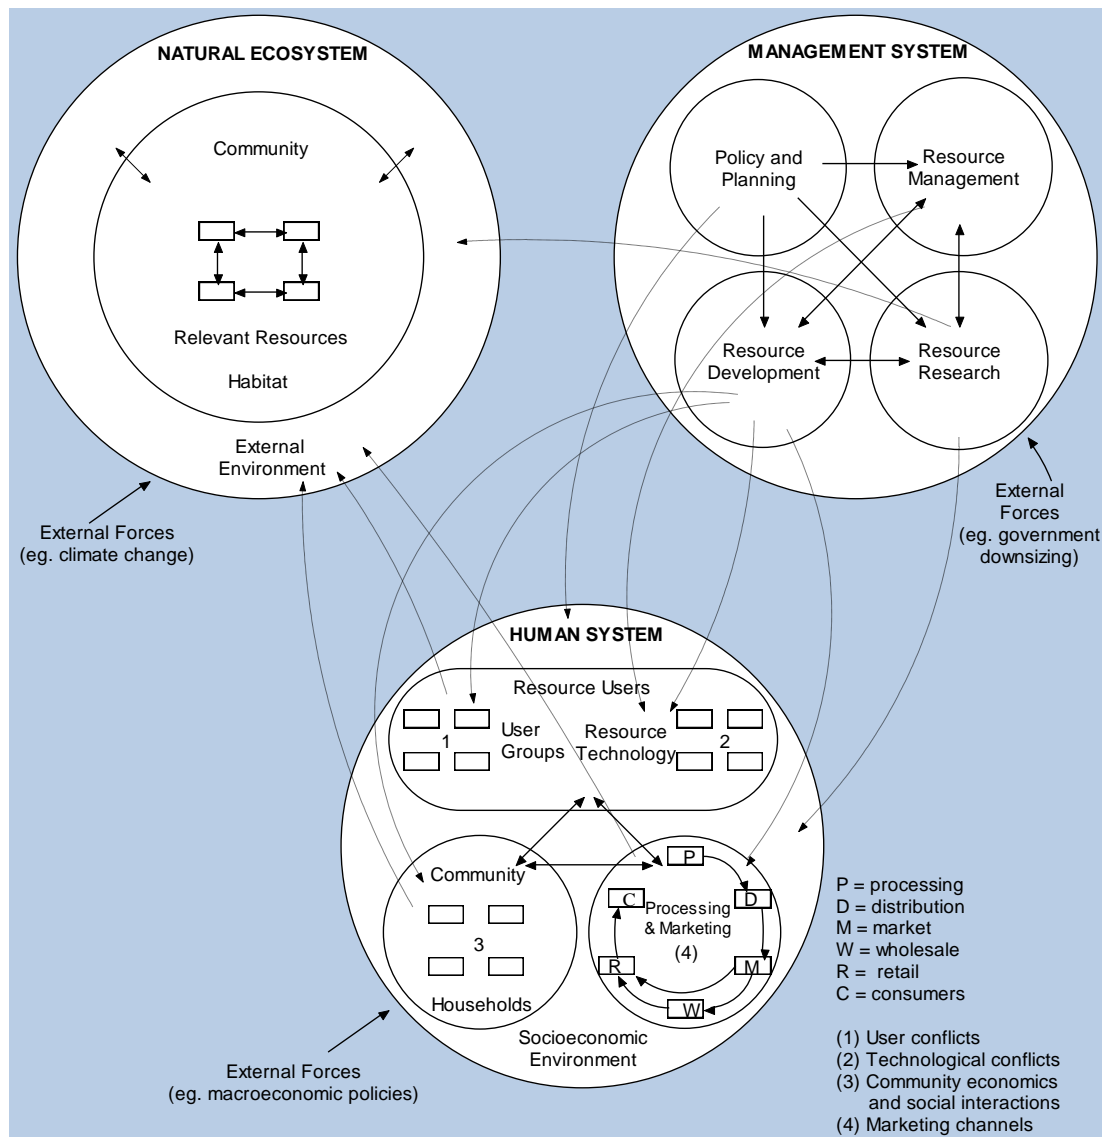 NATURAL ECOSYSTEM
Community
Relevant Resources
Habitat
External
Environment
External Forces
(eg. climate change)
MANAGEMENT SYSTEM
Policy and
Planning
Resource
Management
Resource
Development
Resource
Research
External
Forces
(eg. government
downsizing)
HUMAN SYSTEM
Resource Users
1
User
Groups
Resource
Technology
2
Community
3
Households
P
D
M
W
R
C
Processing
& Marketing
(4)
Socioeconomic
Environment
External Forces
(eg. macroeconomic policies)
P = processing
D = distribution
M = market
W = wholesale
R = retail
C = consumers
(1) User conflicts
(2) Technological conflicts
(3) Community economics
and social interactions
(4) Marketing channels